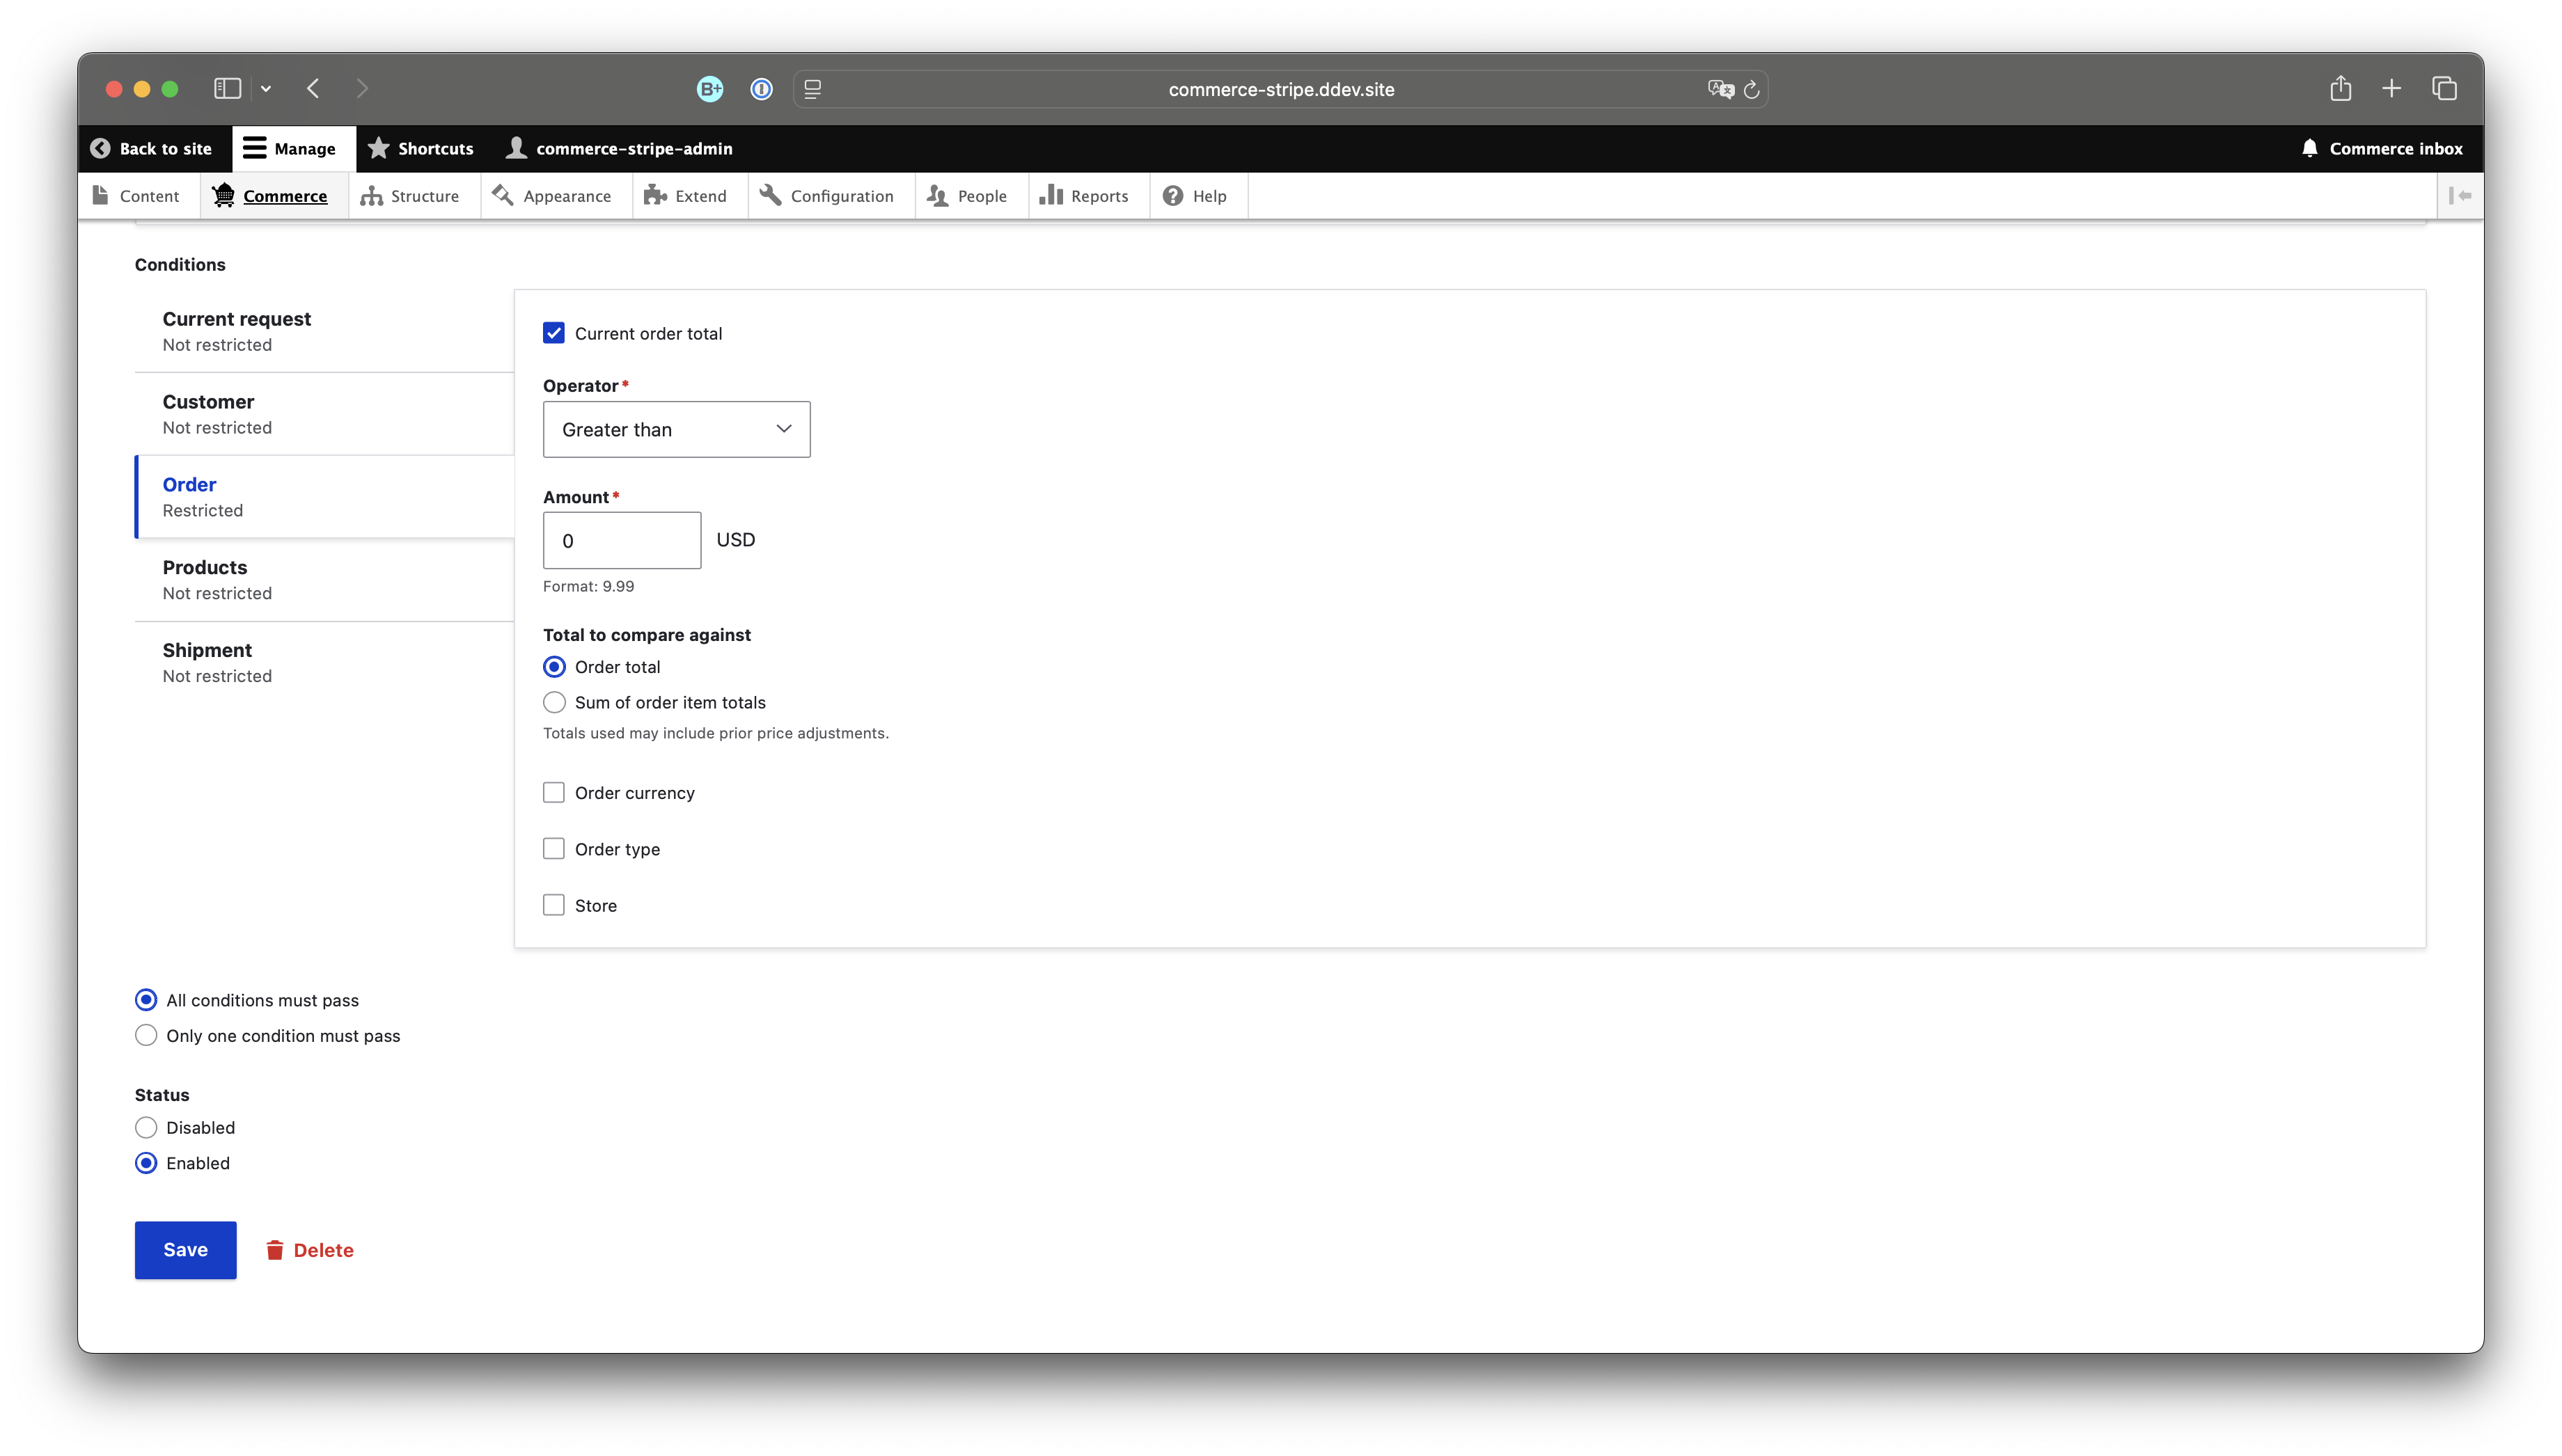 B+
commerce-stripe.ddev.site
Back to site
Manage
Shortcuts
commerce-stripe-admin
Commerce inbox
Content
Commerce
Structure
Appearance
Extend
Configuration
People
Reports
Help
Conditions
Current request
Not restricted
Customer
Not restricted
Order
Restricted
Products
Not restricted
Shipment
Not restricted
Current order total
Operator*
Greater than
Amount*
0 USD
Format: 9.99
Total to compare against
Order total
Sum of order item totals
Totals used may include prior price adjustments.
Order currency
Order type
Store
All conditions must pass
Only one condition must pass
Status
Disabled
Enabled
Save
Delete